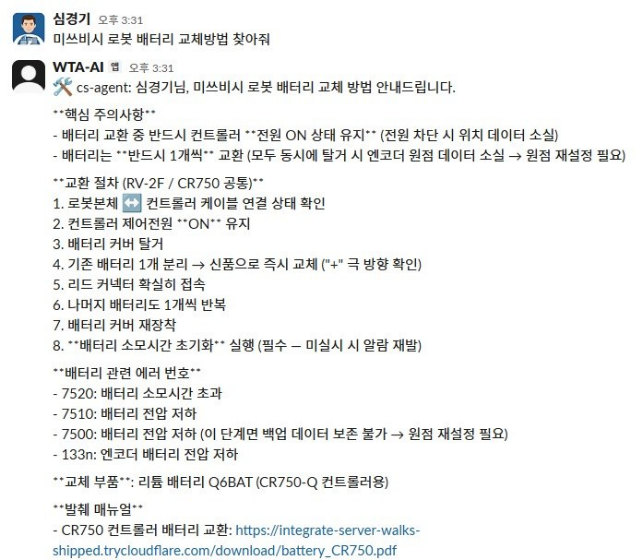 심경기 오후 3:31
미쓰비시 로봇 배터리 교체방법 찾아줘
WTA-AI 앱 오후 3:31
🛠️ cs-agent: 심경기님, 미쓰비시 로봇 배터리 교체 방법 안내드립니다.
**핵심 주의사항**
- 배터리 교환 중 반드시 컨트롤러 **전원 ON 상태 유지** (전원 차단 시 위치 데이터 소실)
- 배터리는 **반드시 1개씩** 교환 (모두 동시에 탈거 시 엔코더 원점 데이터 소실 → 원점 재설정 필요)
**교환 절차 (RV-2F / CR750 공통)**
1. 로봇본체 ↔️ 컨트롤러 케이블 연결 상태 확인
2. 컨트롤러 제어전원 **ON** 유지
3. 배터리 커버 탈거
4. 기존 배터리 1개 분리 → 신품으로 즉시 교체 ("+" 극 방향 확인)
5. 리드 커넥터 확실히 접속
6. 나머지 배터리도 1개씩 반복
7. 배터리 커버 재장착
8. **배터리 소모시간 초기화** 실행 (필수 — 미실시 시 알람 재발)
**배터리 관련 에러 번호**
- 7520: 배터리 소모시간 초과
- 7510: 배터리 전압 저하
- 7500: 배터리 전압 저하 (이 단계면 백업 데이터 보존 불가 → 원점 재설정 필요)
- 133n: 엔코더 배터리 전압 저하
**교체 부품**: 리튬 배터리 Q6BAT (CR750-Q 컨트롤러용)
**발췌 매뉴얼**
- CR750 컨트롤러 배터리 교환: https://integrate-server-walks-
shipped.trycloudflare.com/download/battery_CR750.pdf